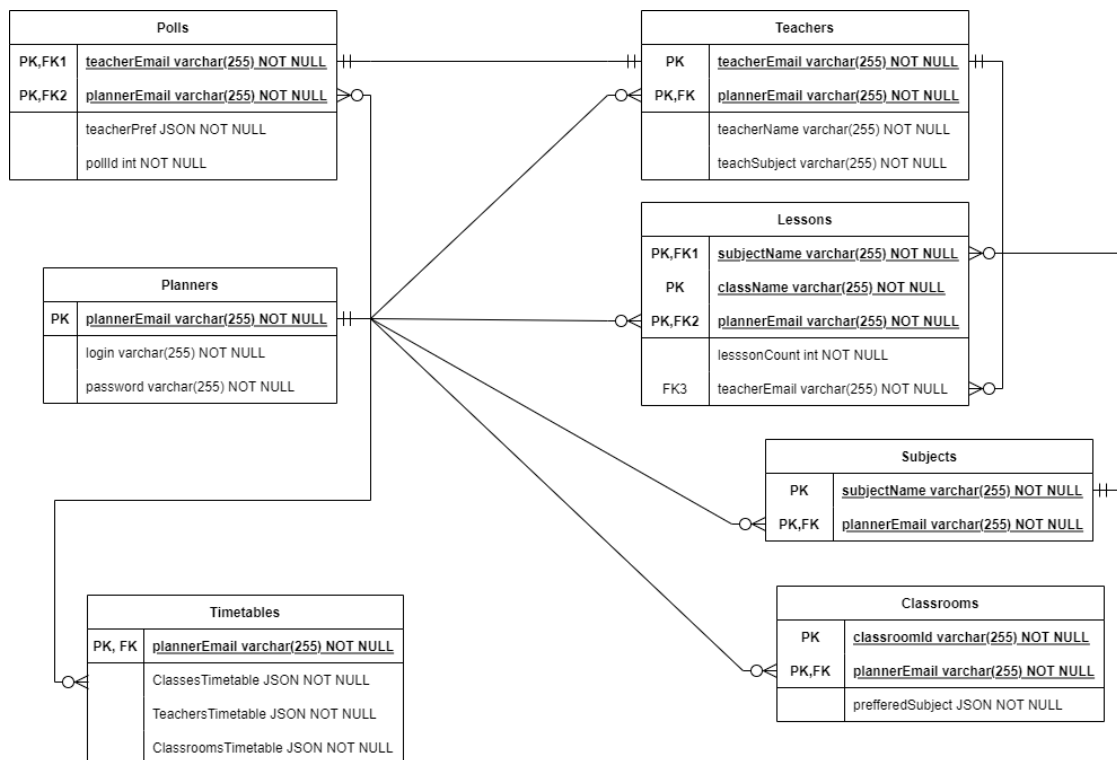 Polls
PK,FK1 teacherEmail varchar(255) NOT NULL
PK,FK2 plannerEmail varchar(255) NOT NULL
teacherPref JSON NOT NULL
pollId int NOT NULL
Teachers
PK teacherEmail varchar(255) NOT NULL
PK,FK plannerEmail varchar(255) NOT NULL
teacherName varchar(255) NOT NULL
teachSubject varchar(255) NOT NULL
Lessons
PK,FK1 subjectName varchar(255) NOT NULL
PK className varchar(255) NOT NULL
PK,FK2 plannerEmail varchar(255) NOT NULL
lesssonCount int NOT NULL
FK3 teacherEmail varchar(255) NOT NULL
Planners
PK plannerEmail varchar(255) NOT NULL
login varchar(255) NOT NULL
password varchar(255) NOT NULL
Subjects
PK subjectName varchar(255) NOT NULL
PK,FK plannerEmail varchar(255) NOT NULL
Timetables
PK, FK plannerEmail varchar(255) NOT NULL
ClassesTimetable JSON NOT NULL
TeachersTimetable JSON NOT NULL
ClassroomsTimetable JSON NOT NULL
Classrooms
PK classroomId varchar(255) NOT NULL
PK,FK plannerEmail varchar(255) NOT NULL
prefferedSubject JSON NOT NULL